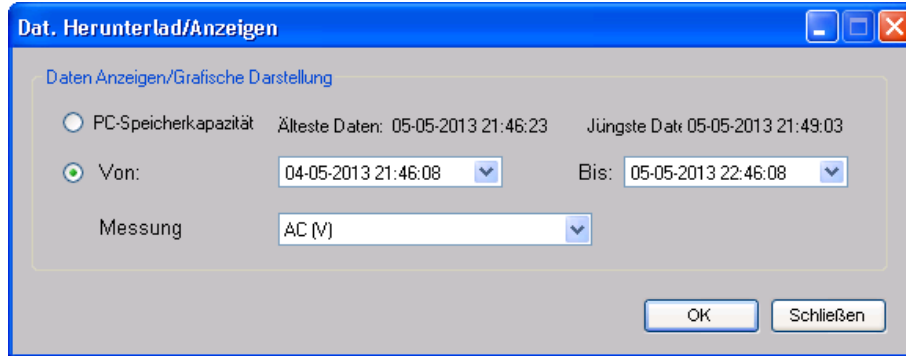 Dat. Herunterlad/Anzeigen
Daten Anzeigen/Grafische Darstellung
PC-Speicherkapazität Älteste Daten: 05-05-2013 21:46:23 Jüngste Date 05-05-2013 21:49:03
Von: 04-05-2013 21:46:08 Bis: 05-05-2013 22:46:08
Messung AC (V)
OK Schließen